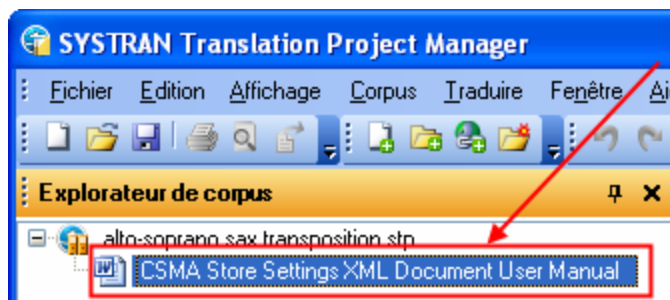 SYSTRAN Translation Project Manager
Fichier Edition Affichage Corpus Traduire Fenêtre Ai
Explorateur de corpus
alto-soprano sax transposition.stp
CSMA Store Settings XML Document User Manual